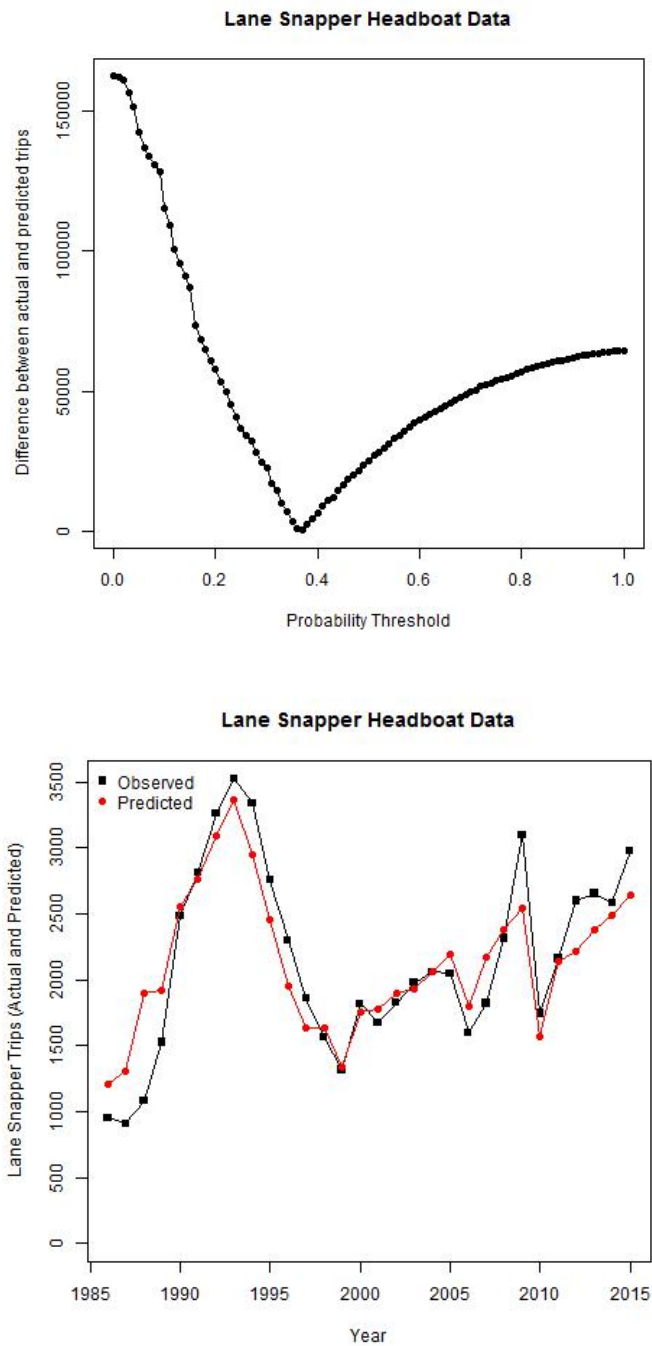 Lane Snapper Headboat Data
Difference between actual and predicted trips
150000
100000
50000
0
0.0 0.2 0.4 0.6 0.8 1.0
Probability Threshold
Lane Snapper Headboat Data
Lane Snapper Trips (Actual and Predicted)
Observed
Predicted
3500
3000
2500
2000
1500
1000
500
0
1985 1990 1995 2000 2005 2010 2015
Year